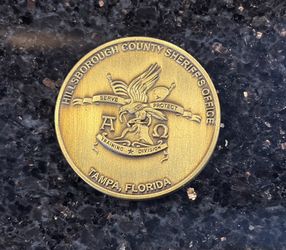 HILLSBOROUGH COUNTY SHERIFF'S OFFICE
SERVE PROTECT
Α Ω
TRAINING ★ DIVISION
TAMPA, FLORIDA